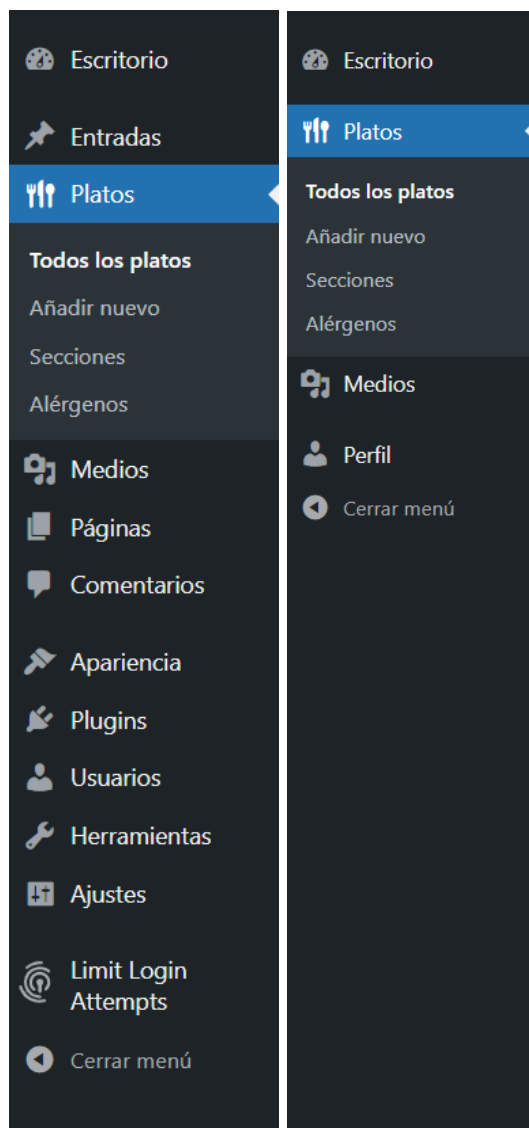 Escritorio
Entradas
Platos
Todos los platos
Añadir nuevo
Secciones
Alérgenos
Medios
Páginas
Comentarios
Apariencia
Plugins
Usuarios
Herramientas
Ajustes
Limit Login
Attempts
Cerrar menú
Escritorio
Platos
Todos los platos
Añadir nuevo
Secciones
Alérgenos
Medios
Perfil
Cerrar menú